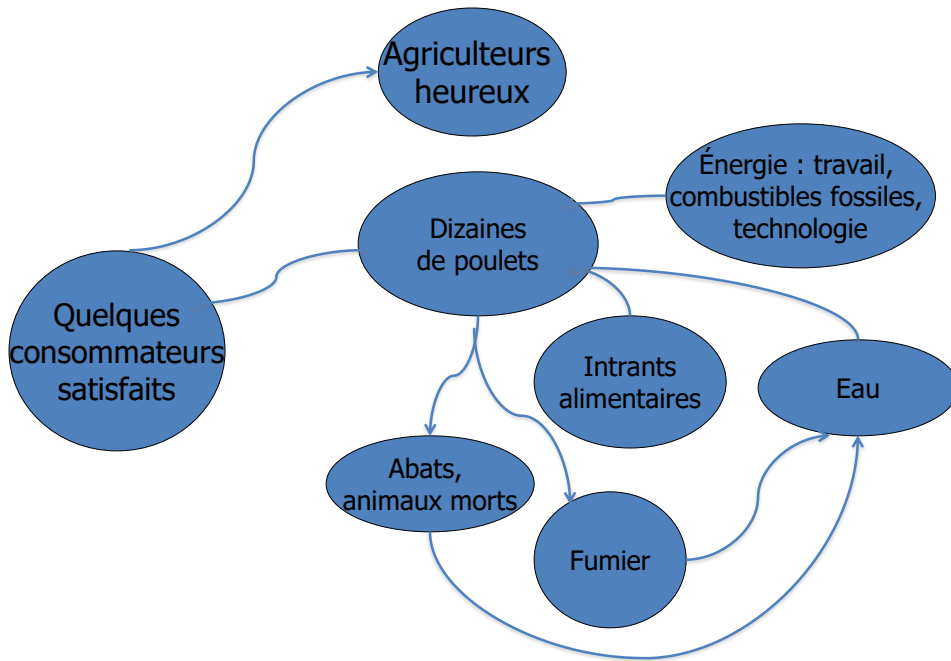 Agriculteurs
heureux
Énergie : travail,
combustibles fossiles,
technologie
Dizaines
de poulets
Quelques
consommateurs
satisfaits
Intrants
alimentaires
Eau
Abats,
animaux morts
Fumier